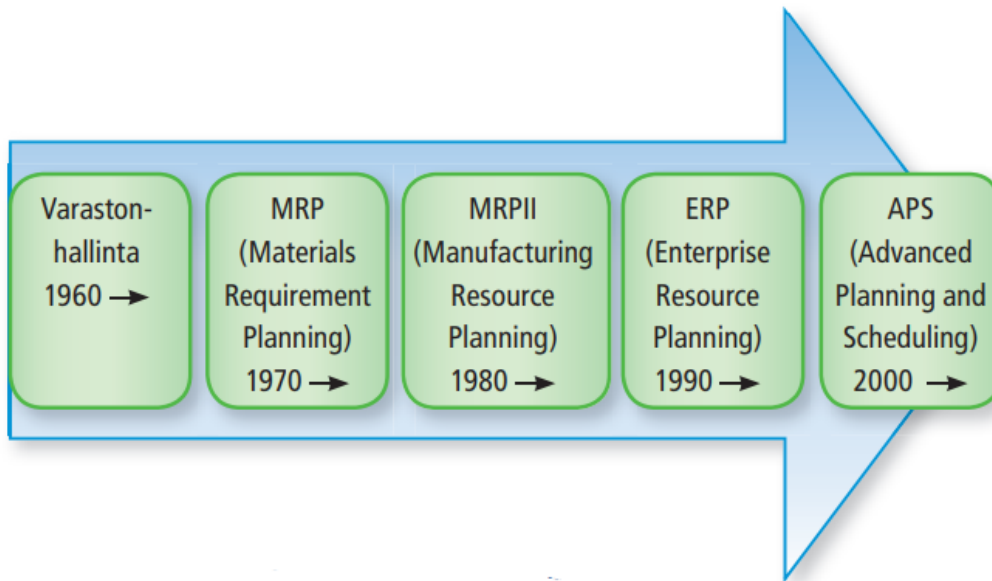 Varaston-
hallinta
1960 →
MRP
(Materials
Requirement
Planning)
1970 →
MRPII
(Manufacturing
Resource
Planning)
1980 →
ERP
(Enterprise
Resource
Planning)
1990 →
APS
(Advanced
Planning and
Scheduling)
2000 →